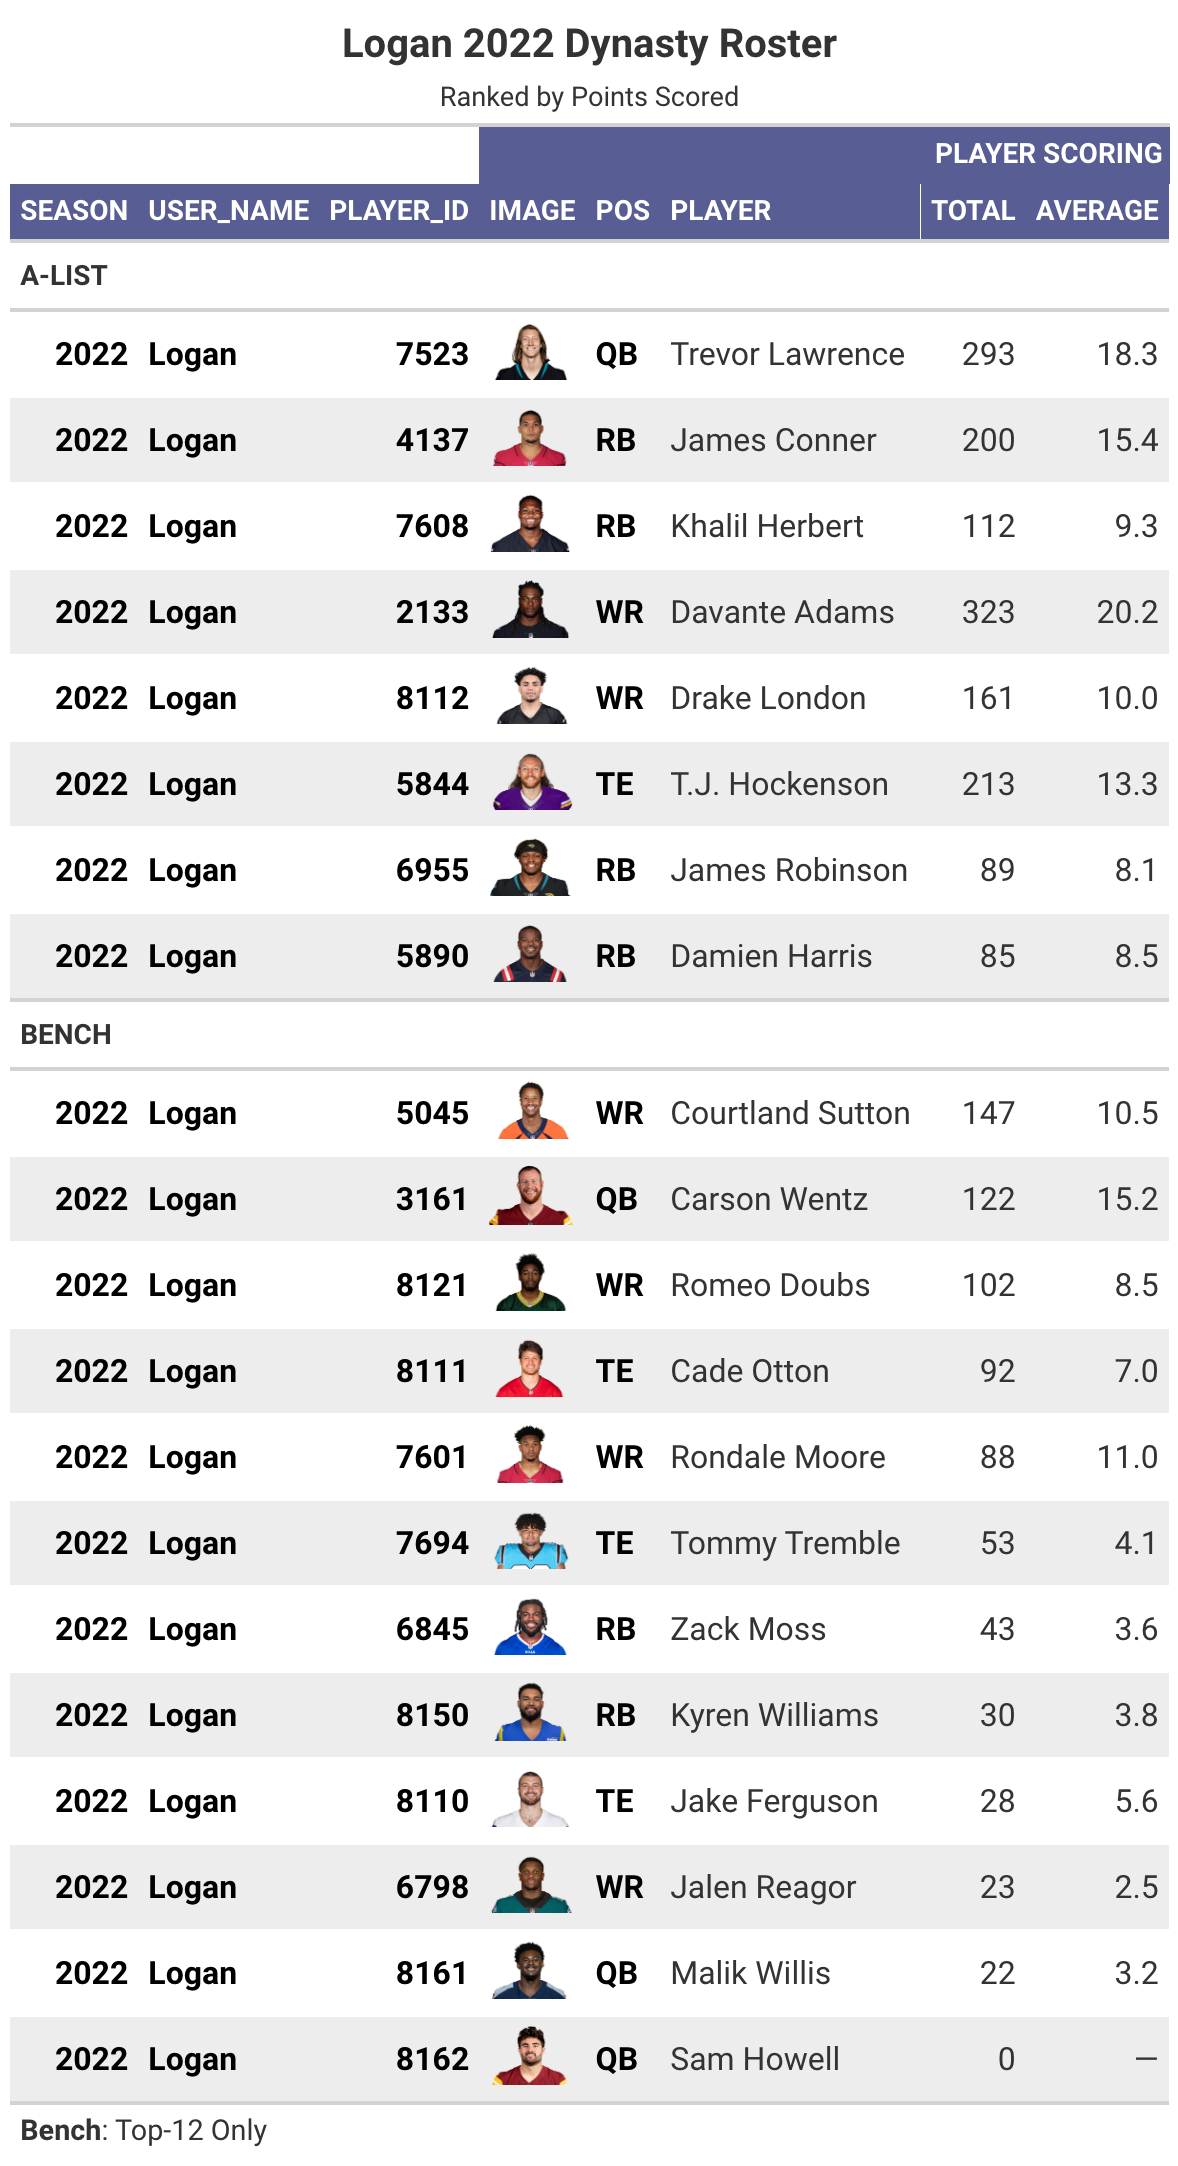 Logan 2022 Dynasty Roster
Ranked by Points Scored
PLAYER SCORING
SEASON USER_NAME PLAYER_ID IMAGE POS PLAYER TOTAL AVERAGE
A-LIST
2022 Logan 7523 QB Trevor Lawrence 293 18.3
2022 Logan 4137 RB James Conner 200 15.4
2022 Logan 7608 RB Khalil Herbert 112 9.3
2022 Logan 2133 WR Davante Adams 323 20.2
2022 Logan 8112 WR Drake London 161 10.0
2022 Logan 5844 TE T.J. Hockenson 213 13.3
2022 Logan 6955 RB James Robinson 89 8.1
2022 Logan 5890 RB Damien Harris 85 8.5
BENCH
2022 Logan 5045 WR Courtland Sutton 147 10.5
2022 Logan 3161 QB Carson Wentz 122 15.2
2022 Logan 8121 WR Romeo Doubs 102 8.5
2022 Logan 8111 TE Cade Otton 92 7.0
2022 Logan 7601 WR Rondale Moore 88 11.0
2022 Logan 7694 TE Tommy Tremble 53 4.1
2022 Logan 6845 RB Zack Moss 43 3.6
2022 Logan 8150 RB Kyren Williams 30 3.8
2022 Logan 8110 TE Jake Ferguson 28 5.6
2022 Logan 6798 WR Jalen Reagor 23 2.5
2022 Logan 8161 QB Malik Willis 22 3.2
2022 Logan 8162 QB Sam Howell 0 —
Bench: Top-12 Only